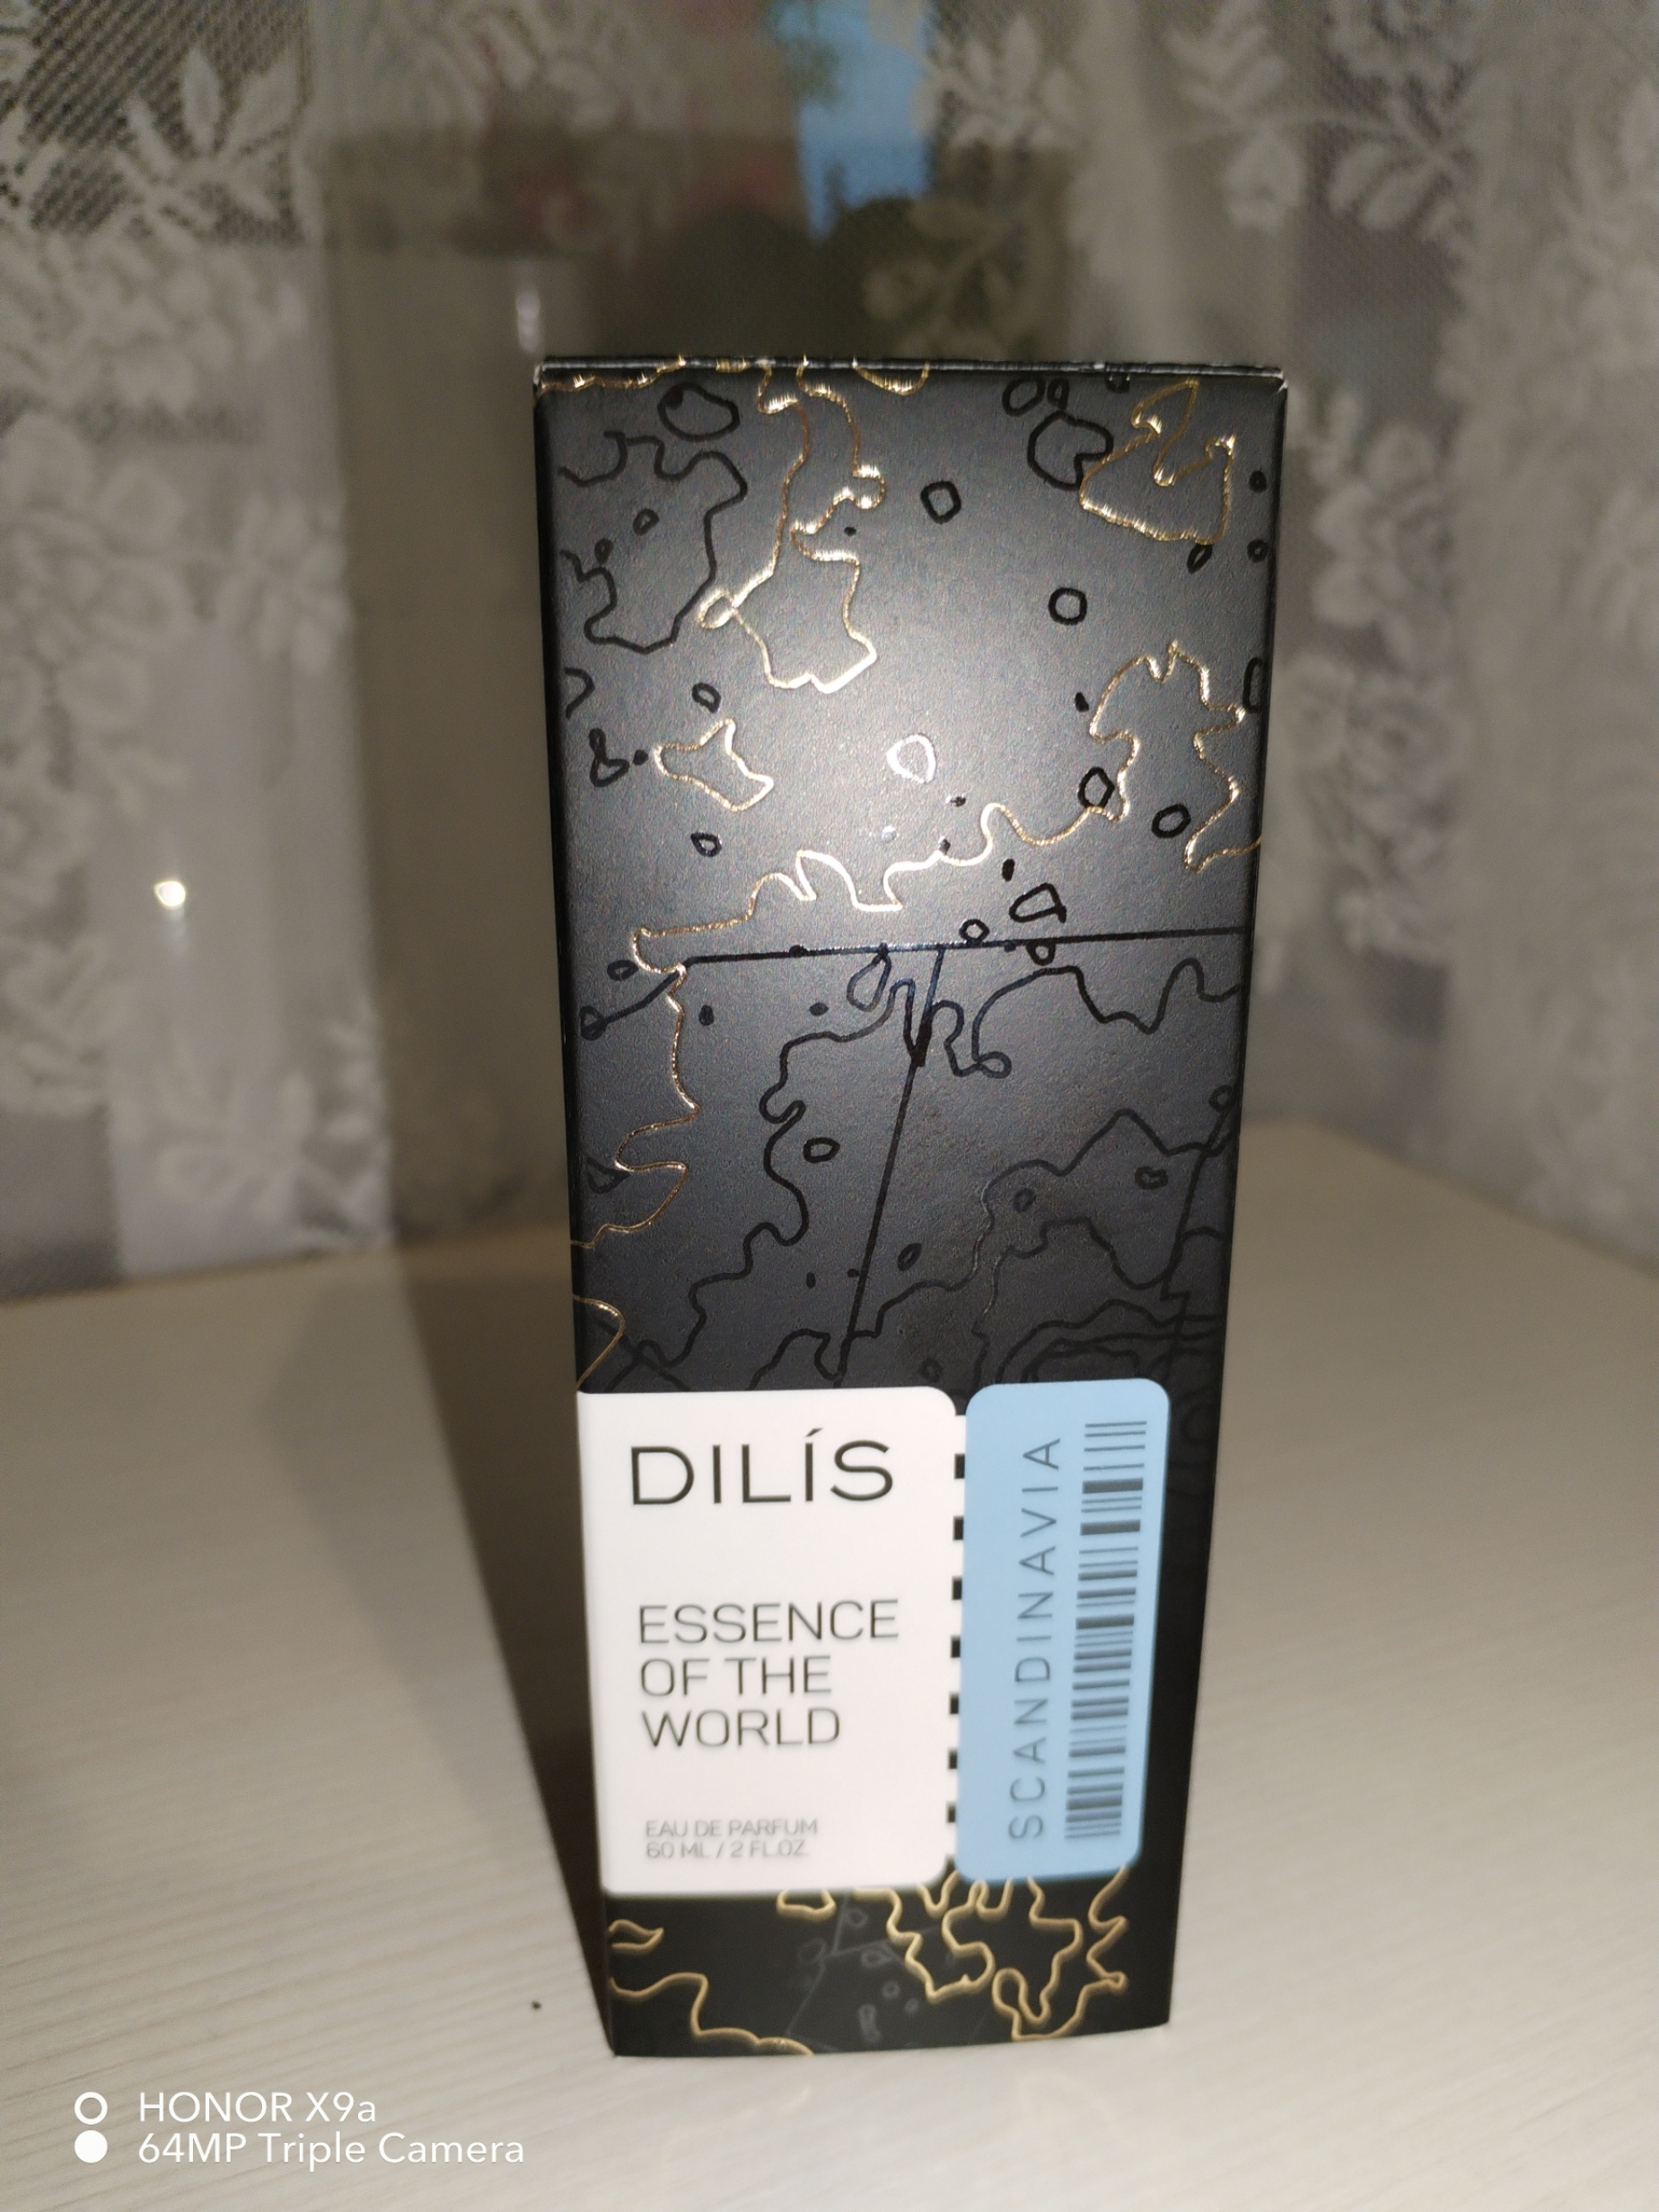 DILÍS
ESSENCE
OF THE
WORLD
EAU DE PARFUM
60 ML / 2 FL.OZ
SCANDINAVIA
HONOR X9a
64MP Triple Camera